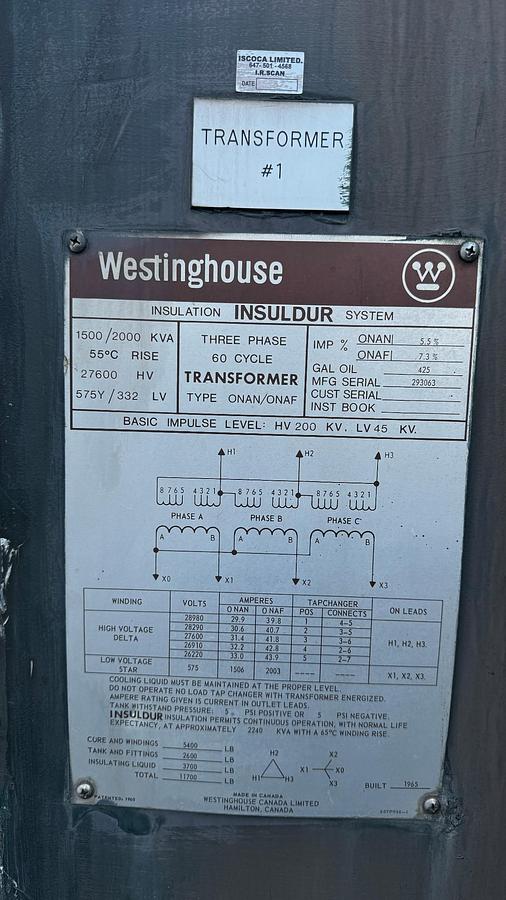 ISCOCA LIMITED.
647-501-4568
I.R.SCAN
DATE
TRANSFORMER
#1
Westinghouse
W
INSULATION INSULDUR SYSTEM
1500/2000 KVA
55°C RISE
27600 HV
575Y/332 LV
THREE PHASE
60 CYCLE
TRANSFORMER
TYPE ONAN/ONAF
IMP % ONAN 5.5 %
ONAF 7.3 %
GAL OIL 425
MFG SERIAL 293063
CUST SERIAL
INST BOOK
BASIC IMPULSE LEVEL: HV 200 KV. LV 45 KV.
H1 H2 H3
8 7 6 5 4 3 2 1 8 7 6 5 4 3 2 1 8 7 6 5 4 3 2 1
PHASE A PHASE B PHASE C
A B A B A B
X0 X1 X2 X3
WINDING VOLTS AMPERES TAPCHANGER ON LEADS
ONAN ONAF POS CONNECTS
HIGH VOLTAGE DELTA H1, H2, H3.
28980 29.9 39.8 1 4-5
28290 30.6 40.7 2 3-5
27600 31.4 41.8 3 3-6
26910 32.2 42.8 4 2-6
26220 33.0 43.9 5 2-7
LOW VOLTAGE STAR 575 1506 2003 ---- ---- X1, X2, X3.
COOLING LIQUID MUST BE MAINTAINED AT THE PROPER LEVEL.
DO NOT OPERATE NO LOAD TAP CHANGER WITH TRANSFORMER ENERGIZED.
AMPERE RATING GIVEN IS CURRENT IN OUTLET LEADS.
TANK WITHSTAND PRESSURE: 5 PSI POSITIVE OR 5 PSI NEGATIVE.
INSULDUR INSULATION PERMITS CONTINUOUS OPERATION, WITH NORMAL LIFE
EXPECTANCY, AT APPROXIMATELY 2240 KVA WITH A 65°C WINDING RISE.
CORE AND WINDINGS 5400 LB
TANK AND FITTINGS 2600 LB
INSULATING LIQUID 3700 LB
TOTAL 11700 LB
H2
H1 H3
X2
X1 X0
X3
BUILT 1965
PATENTED: 1960
MADE IN CANADA
WESTINGHOUSE CANADA LIMITED
HAMILTON, CANADA